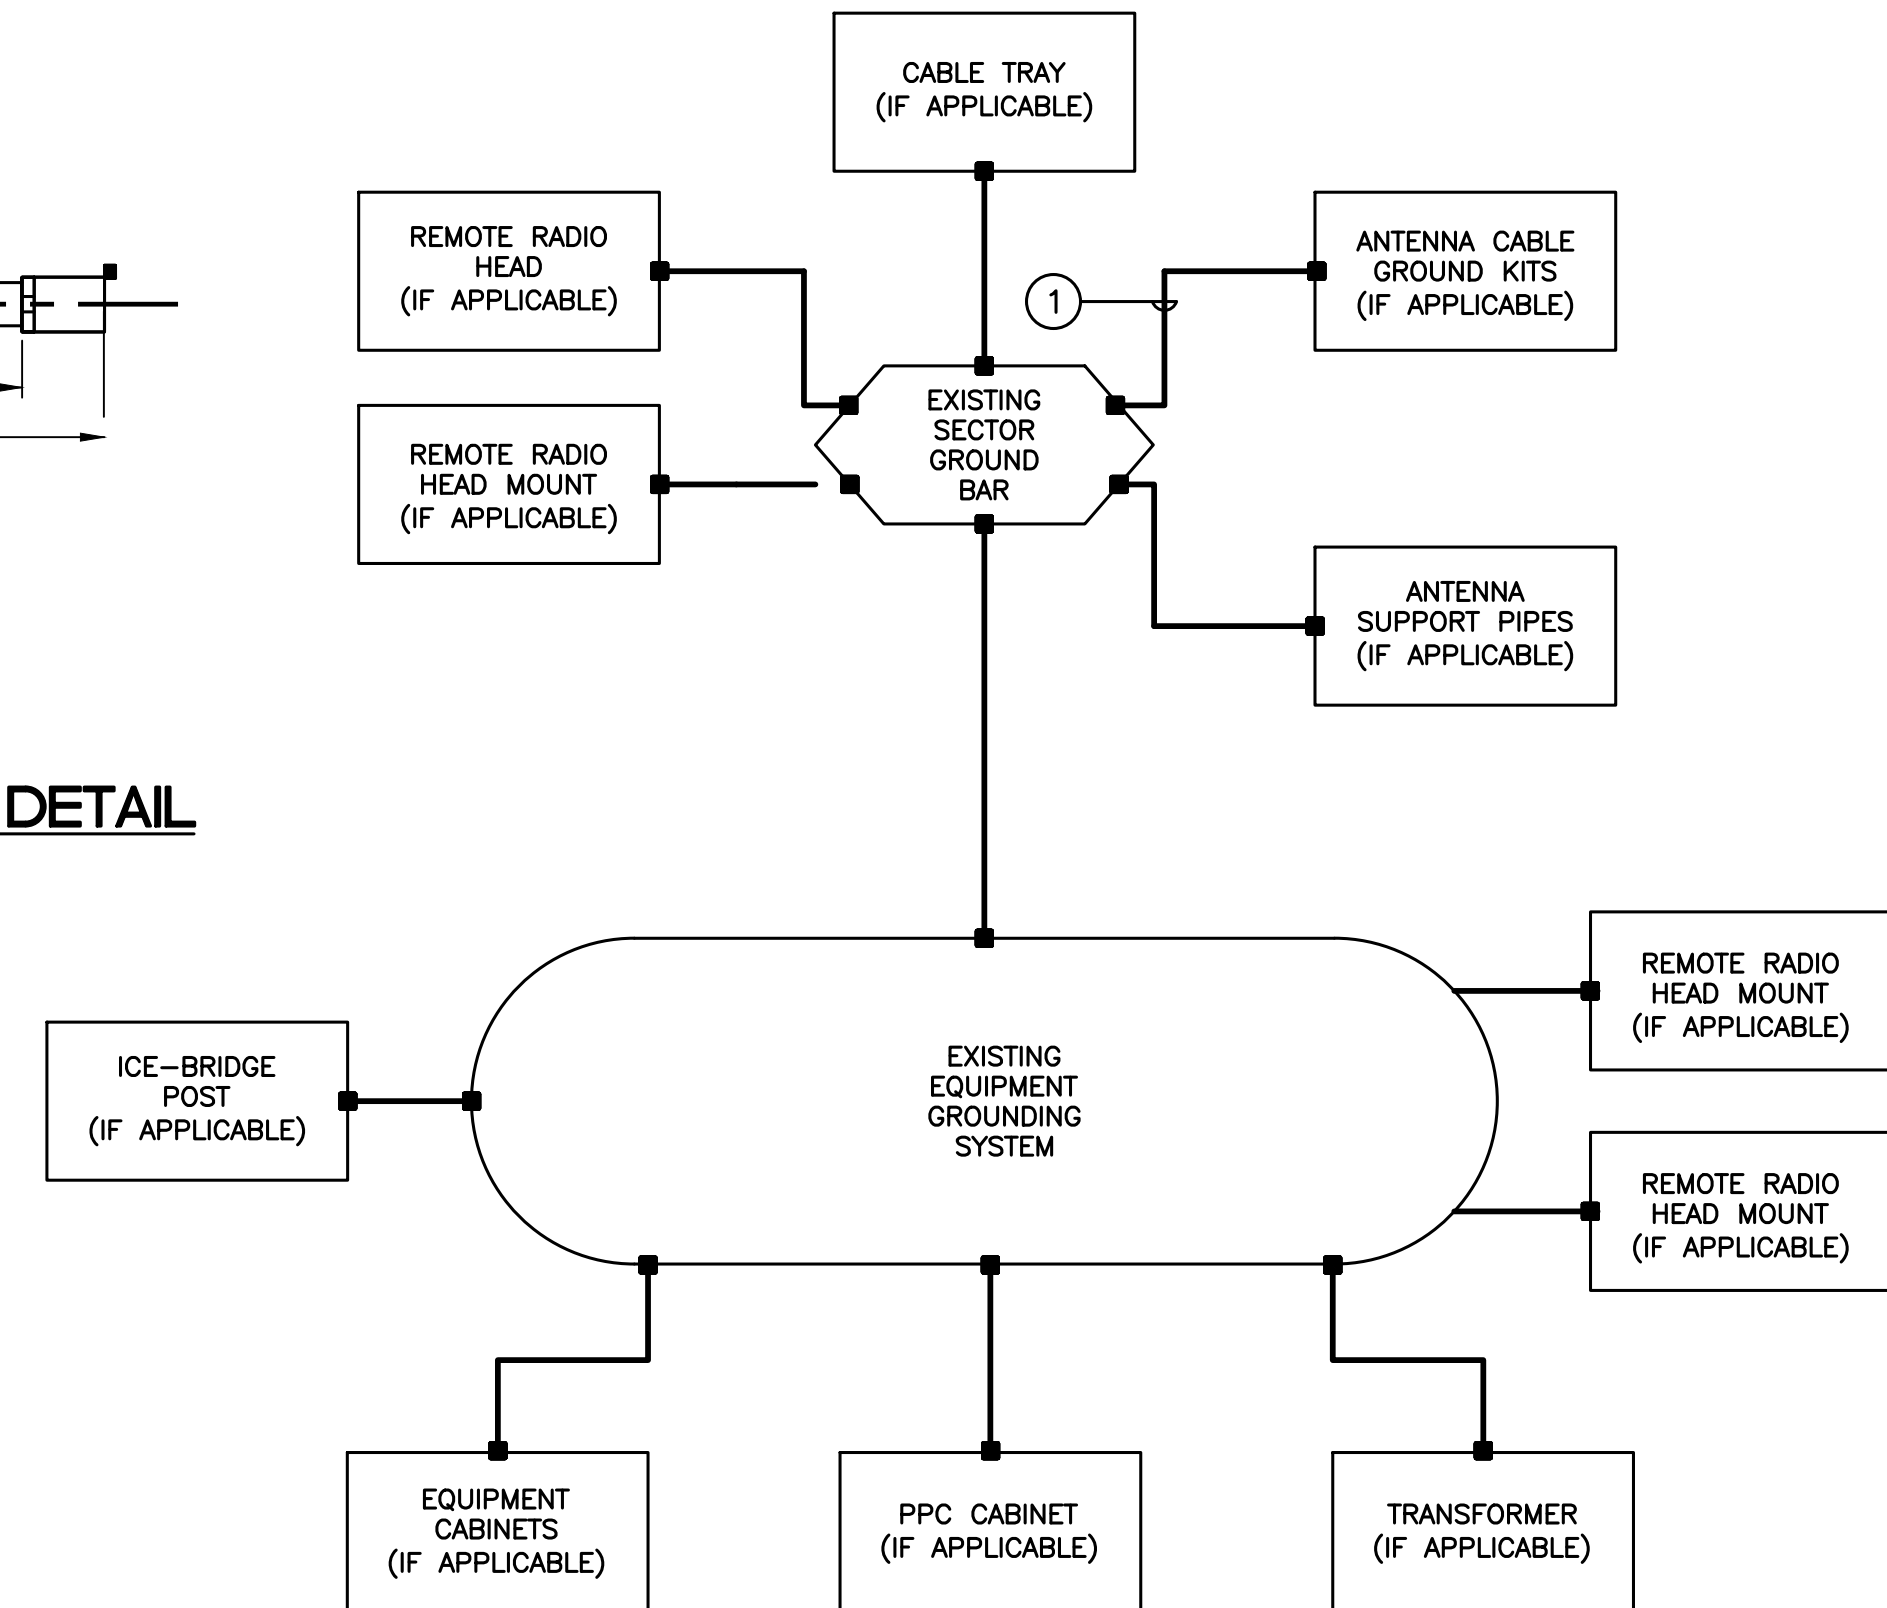 CABLE TRAY
(IF APPLICABLE)
REMOTE RADIO
HEAD
(IF APPLICABLE)
ANTENNA CABLE
GROUND KITS
(IF APPLICABLE)
1
REMOTE RADIO
HEAD MOUNT
(IF APPLICABLE)
EXISTING
SECTOR
GROUND
BAR
ANTENNA
SUPPORT PIPES
(IF APPLICABLE)
DETAIL
REMOTE RADIO
HEAD MOUNT
(IF APPLICABLE)
ICE-BRIDGE
POST
(IF APPLICABLE)
EXISTING
EQUIPMENT
GROUNDING
SYSTEM
REMOTE RADIO
HEAD MOUNT
(IF APPLICABLE)
EQUIPMENT
CABINETS
(IF APPLICABLE)
PPC CABINET
(IF APPLICABLE)
TRANSFORMER
(IF APPLICABLE)